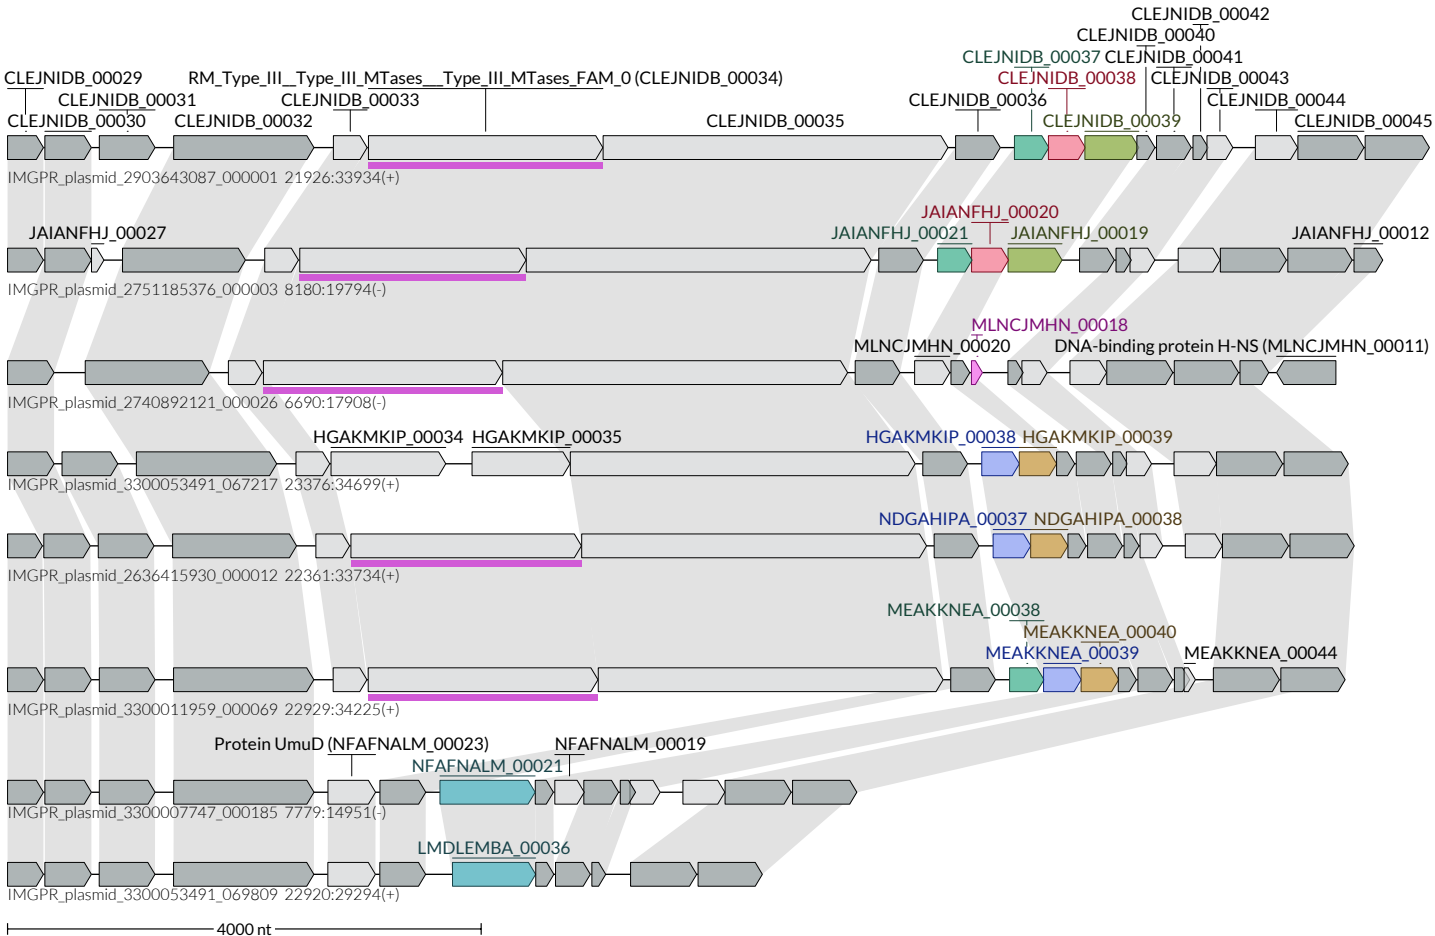 CLEJNIDB_00042
CLEJNIDB_00040
CLEJNIDB_00037 CLEJNIDB_00041
CLEJNIDB_00029 RM_Type_III__Type_III_MTases__Type_III_MTases_FAM_0 (CLEJNIDB_00034) CLEJNIDB_00038 CLEJNIDB_00043
CLEJNIDB_00031 CLEJNIDB_00033 CLEJNIDB_00036 CLEJNIDB_00044
CLEJNIDB_00030 CLEJNIDB_00032 CLEJNIDB_00035 CLEJNIDB_00039 CLEJNIDB_00045
IMGPR_plasmid_2903643087_000001 21926:33934(+)
JAIANFHJ_00020
JAIANFHJ_00027 JAIANFHJ_00021 JAIANFHJ_00019 JAIANFHJ_00012
IMGPR_plasmid_2751185376_000003 8180:19794(-)
MLNCJMHN_00018
MLNCJMHN_00020 DNA-binding protein H-NS (MLNCJMHN_00011)
IMGPR_plasmid_2740892121_000026 6690:17908(-)
HGAKMKIP_00034 HGAKMKIP_00035 HGAKMKIP_00038 HGAKMKIP_00039
IMGPR_plasmid_3300053491_067217 23376:34699(+)
NDGAHIPA_00037 NDGAHIPA_00038
IMGPR_plasmid_2636415930_000012 22361:33734(+)
MEAKKNEA_00038
MEAKKNEA_00040
MEAKKNEA_00039 MEAKKNEA_00044
IMGPR_plasmid_3300011959_000069 22929:34225(+)
Protein UmuD (NFAFNALM_00023) NFAFNALM_00019
NFAFNALM_00021
IMGPR_plasmid_3300007747_000185 7779:14951(-)
LMDLEMBA_00036
IMGPR_plasmid_3300053491_069809 22920:29294(+)
4000 nt